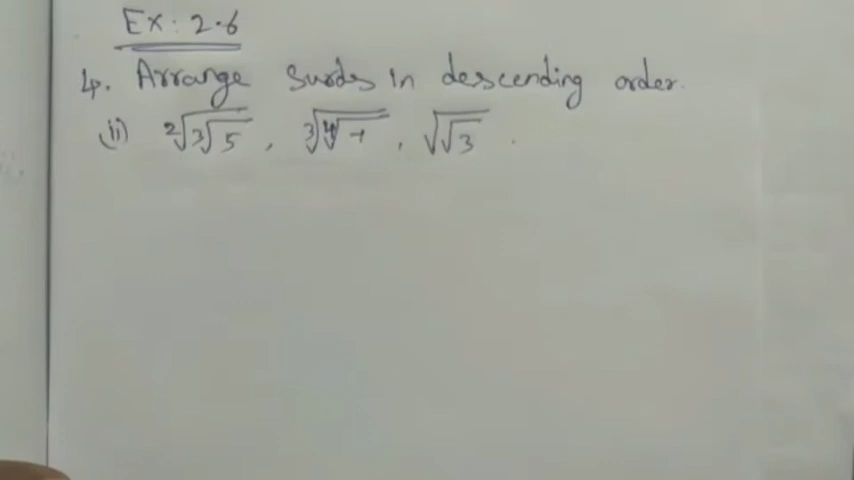 Ex: 2.6
4. Arrange surds in descending order.
(ii) ²√³√5, ³√⁴√7, √√3.